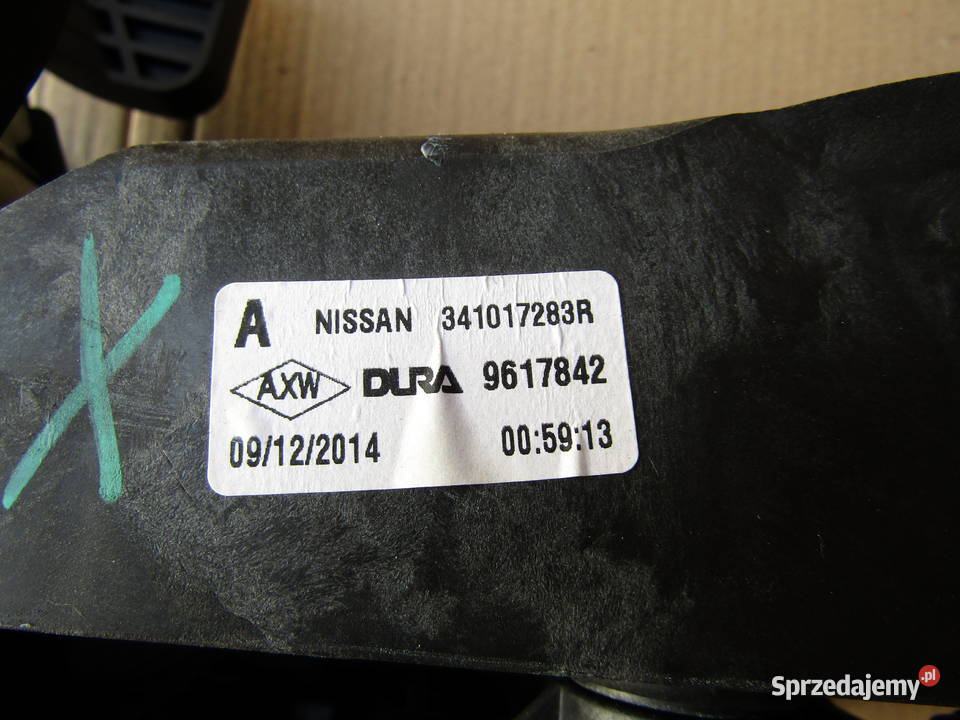 A NISSAN 341017283R
AXW DURA 9617842
09/12/2014 00:59:13
X
Sprzedajemy.pl